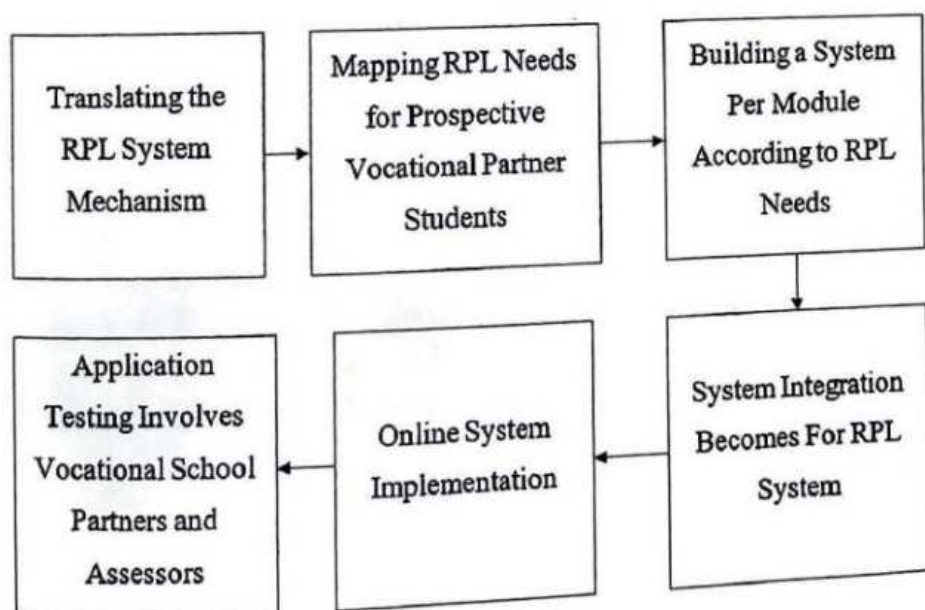 Translating the
RPL System
Mechanism
Mapping RPL Needs
for Prospective
Vocational Partner
Students
Building a System
Per Module
According to RPL
Needs
System Integration
Becomes For RPL
System
Online System
Implementation
Application
Testing Involves
Vocational School
Partners and
Assessors